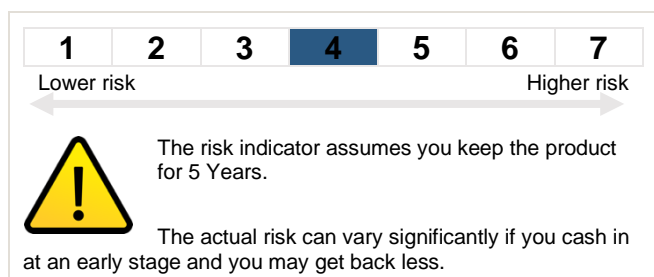 1 2 3 4 5 6 7
Lower risk Higher risk
The risk indicator assumes you keep the product
for 5 Years.
The actual risk can vary significantly if you cash in
at an early stage and you may get back less.